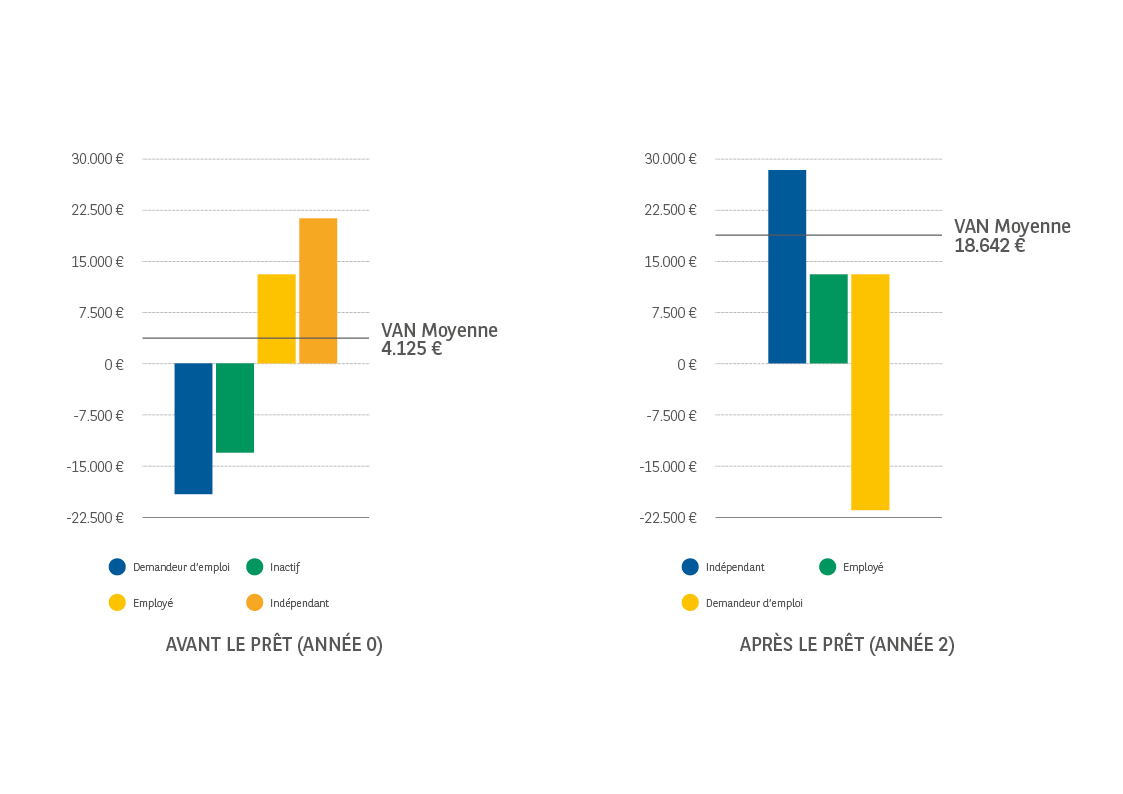 30.000 €
22.500 €
15.000 €
7.500 €
0 €
-7.500 €
-15.000 €
-22.500 €
VAN Moyenne
4.125 €
Demandeur d'emploi
Inactif
Employé
Indépendant
AVANT LE PRÊT (ANNÉE 0)
30.000 €
22.500 €
15.000 €
7.500 €
0 €
-7.500 €
-15.000 €
-22.500 €
VAN Moyenne
18.642 €
Indépendant
Employé
Demandeur d'emploi
APRÈS LE PRÊT (ANNÉE 2)